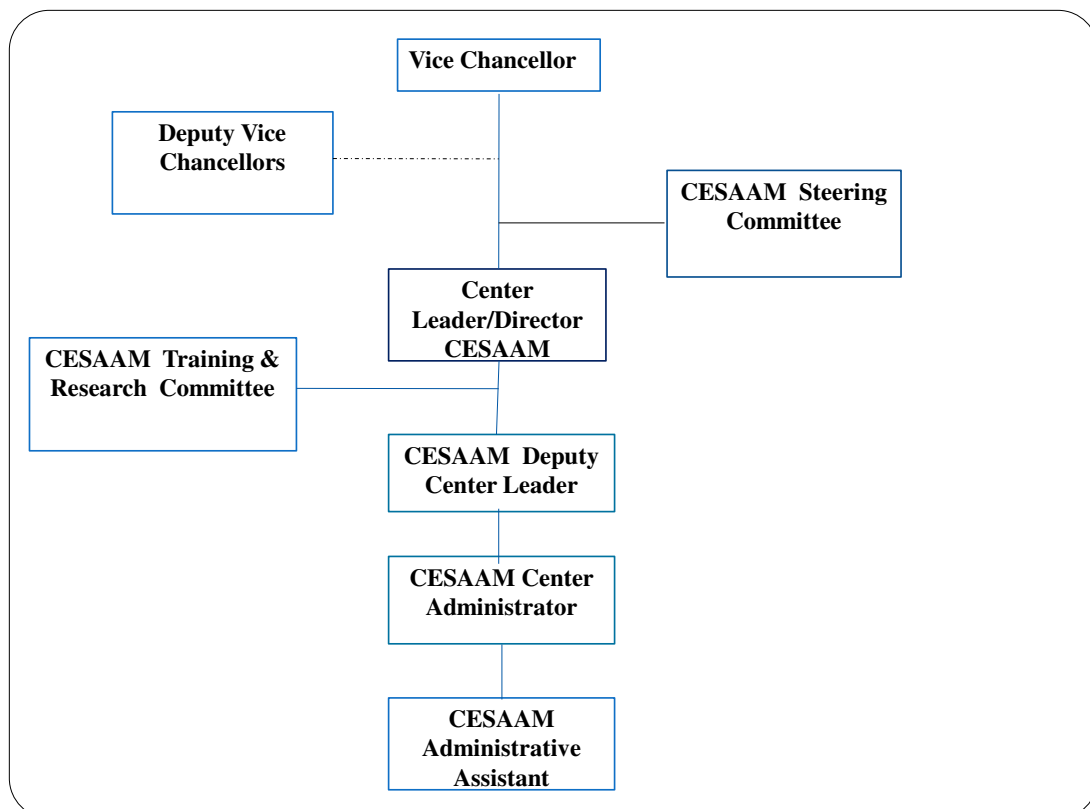 Vice Chancellor
Deputy Vice
Chancellors
CESAAM Steering
Committee
Center
Leader/Director
CESAAM
CESAAM Training &
Research Committee
CESAAM Deputy
Center Leader
CESAAM Center
Administrator
CESAAM
Administrative
Assistant